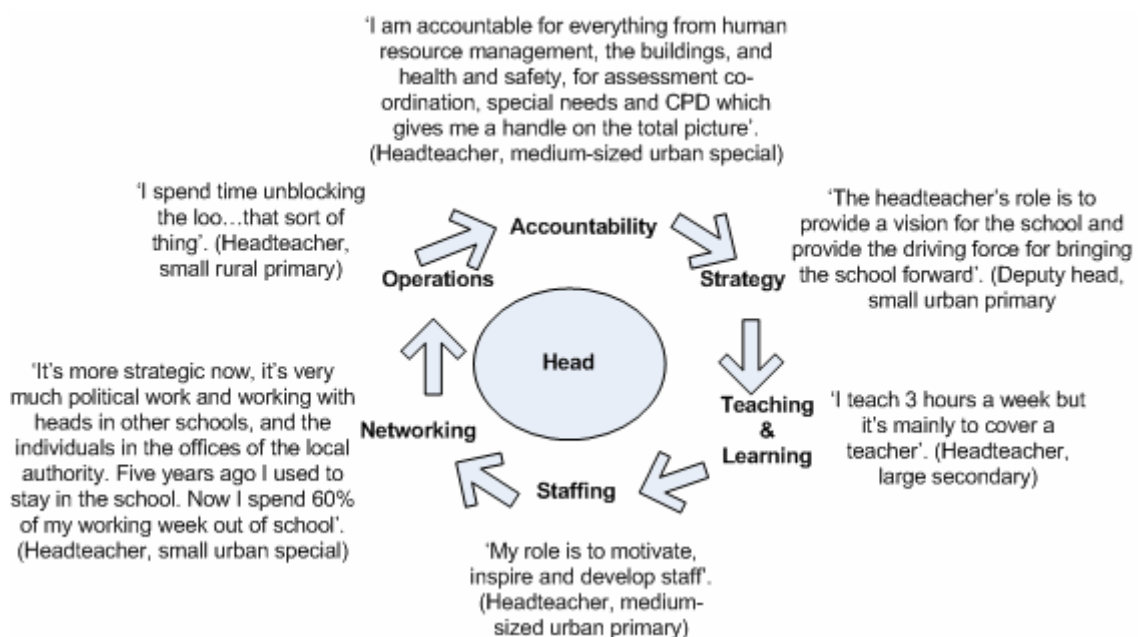 ‘I am accountable for everything from human
resource management, the buildings, and
health and safety, for assessment co-
ordination, special needs and CPD which
gives me a handle on the total picture’.
(Headteacher, medium-sized urban special)
‘I spend time unblocking
the loo…that sort of
thing’. (Headteacher,
small rural primary)
Accountability
‘The headteacher’s role is to
provide a vision for the school and
provide the driving force for bringing
the school forward’. (Deputy head,
small urban primary
Operations
Strategy
Head
‘It’s more strategic now, it’s very
much political work and working with
heads in other schools, and the
individuals in the offices of the local
authority. Five years ago I used to
stay in the school. Now I spend 60%
of my working week out of school’.
(Headteacher, small urban special)
Networking
Teaching
&
Learning
‘I teach 3 hours a week but
it’s mainly to cover a
teacher’. (Headteacher,
large secondary)
Staffing
‘My role is to motivate,
inspire and develop staff’.
(Headteacher, medium-
sized urban primary)